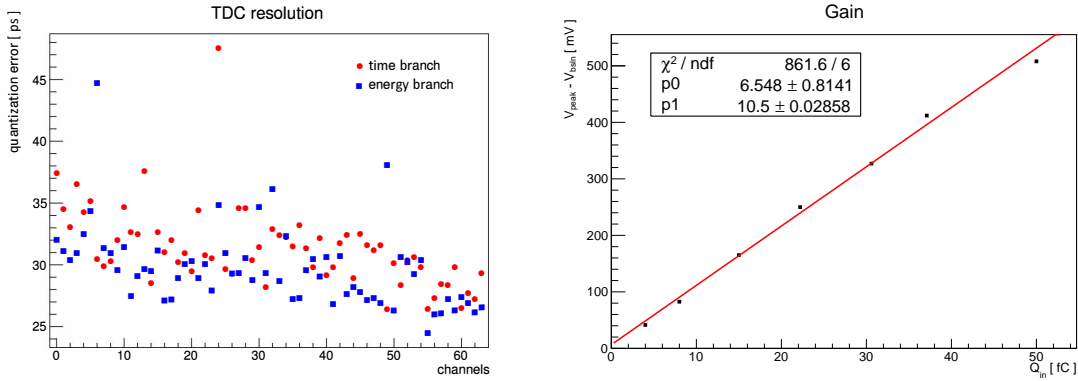 TDC resolution
quantization error [ ps ]
45
40
35
30
25
time branch
energy branch
0 10 20 30 40 50 60
channels
Gain
V_peak - V_bsln [ mV ]
500
400
300
200
100
0
χ² / ndf 861.6 / 6
p0 6.548 ± 0.8141
p1 10.5 ± 0.02858
0 10 20 30 40 50
Q_in [ fC ]